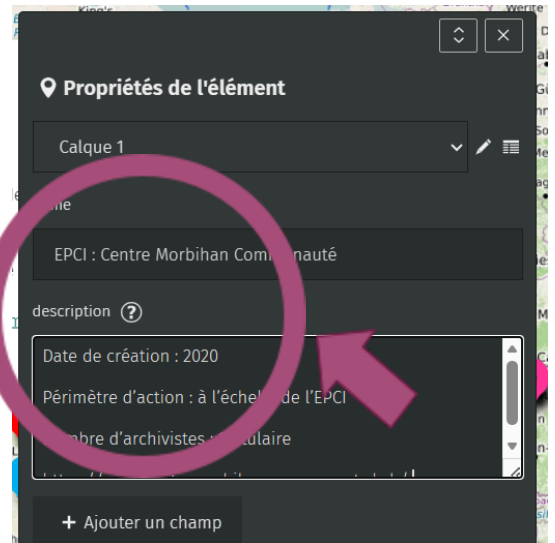 Propriétés de l'élément
Calque 1
EPCI : Centre Morbihan
description ?
Date de création : 2020
Périmètre d'action : à l'échelle de l'EPCI
d'archivistes
+ Ajouter un champ